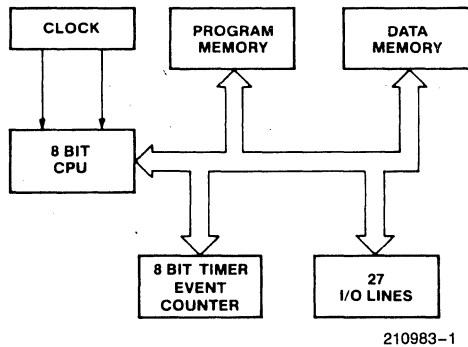 CLOCK
PROGRAM
MEMORY
DATA
MEMORY
8 BIT
CPU
8 BIT TIMER
EVENT
COUNTER
27
I/O LINES
210983–1